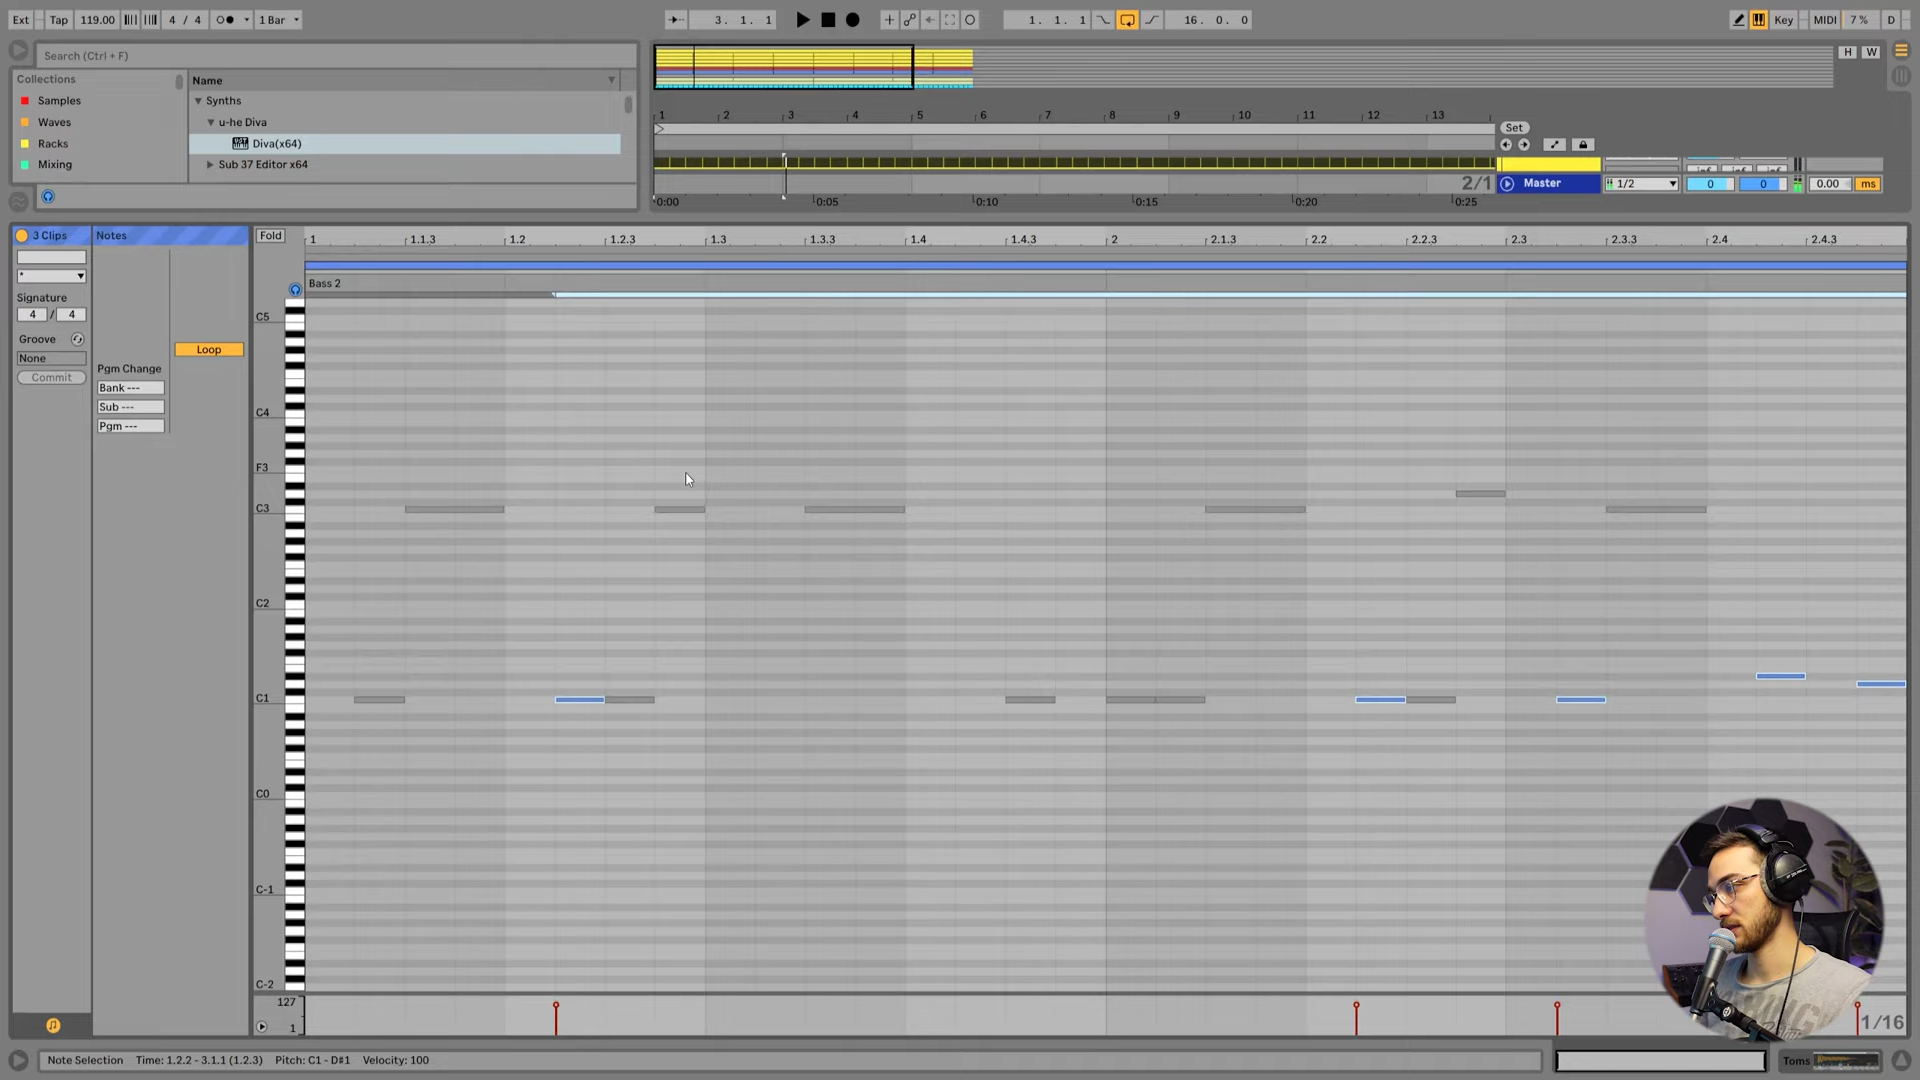 Ext Tap 119.00 4 / 4 1 Bar
3. 1. 1
1. 1. 1 16. 0. 0
Key MIDI 7 % D
Search (Ctrl + F)
H W
Collections
Samples
Waves
Racks
Mixing
Name
Synths
u-he Diva
Diva(x64)
Sub 37 Editor x64
1 2 3 4 5 6 7 8 9 10 11 12 13
Set
2/1
Master
1/2
0 0 0.00 ms
0:00 0:05 0:10 0:15 0:20 0:25
3 Clips
Notes
Fold
1 1.1.3 1.2 1.2.3 1.3 1.3.3 1.4 1.4.3 2 2.1.3 2.2 2.2.3 2.3 2.3.3 2.4 2.4.3
*
Signature
4 / 4
Groove
None
Commit
Loop
Pgm Change
Bank ---
Sub ---
Pgm ---
Bass 2
C5
C4
F3
C3
C2
C1
C0
C-1
C-2
127
1
1/16
Note Selection Time: 1.2.2 - 3.1.1 (1.2.3) Pitch: C1 - D#1 Velocity: 100
Toms